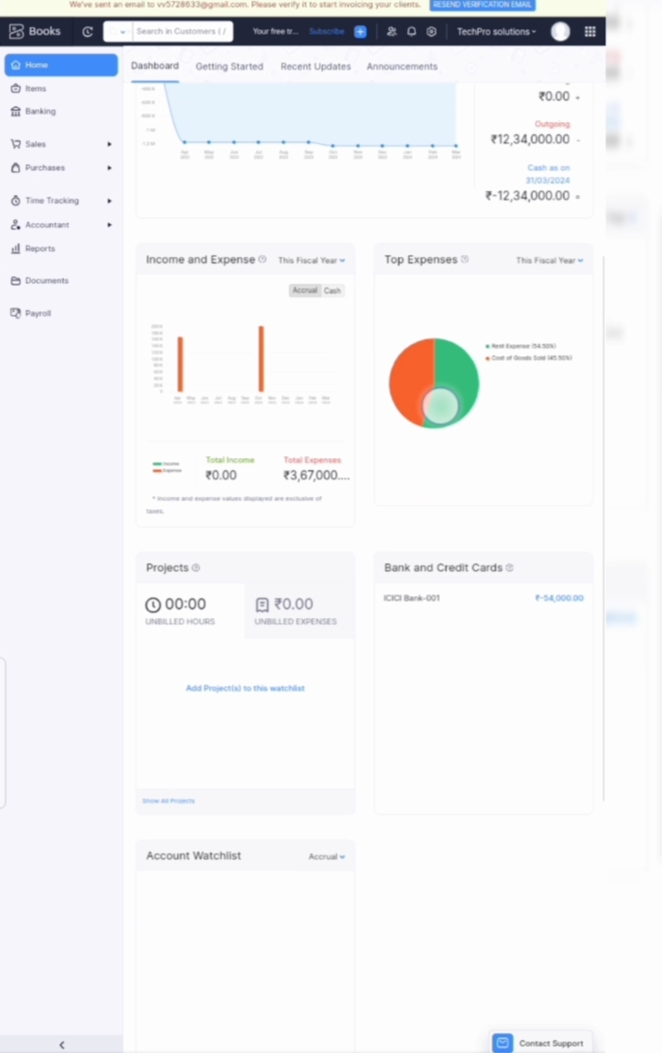 We've sent an email to vv5728633@gmail.com. Please verify it to start invoicing your clients. RESEND VERIFICATION EMAIL
Books
Search in Customers ( /
Your free tr...
Subscribe
TechPro solutions
Home
Items
Banking
Sales
Purchases
Time Tracking
Accountant
Reports
Documents
Payroll
Dashboard
Getting Started
Recent Updates
Announcements
₹0.00
Outgoing
₹12,34,000.00
Cash as on
31/03/2024
₹-12,34,000.00
Income and Expense
This Fiscal Year
Accrual Cash
Income
Expense
Total Income
₹0.00
Total Expenses
₹3,67,000....
* Income and expense values displayed are exclusive of
taxes.
Top Expenses
This Fiscal Year
Rent Expense (54.50%)
Cost of Goods Sold (45.50%)
Projects
00:00
UNBILLED HOURS
₹0.00
UNBILLED EXPENSES
Add Project(s) to this watchlist
Show All Projects
Bank and Credit Cards
ICICI Bank-001
₹-54,000.00
Account Watchlist
Accrual
Contact Support